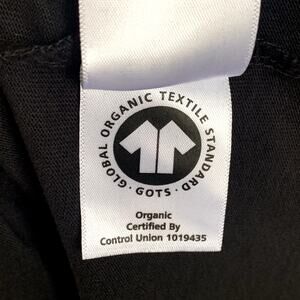 GLOBAL ORGANIC TEXTILE STANDARD · GOTS ·
Organic
Certified By
Control Union 1019435